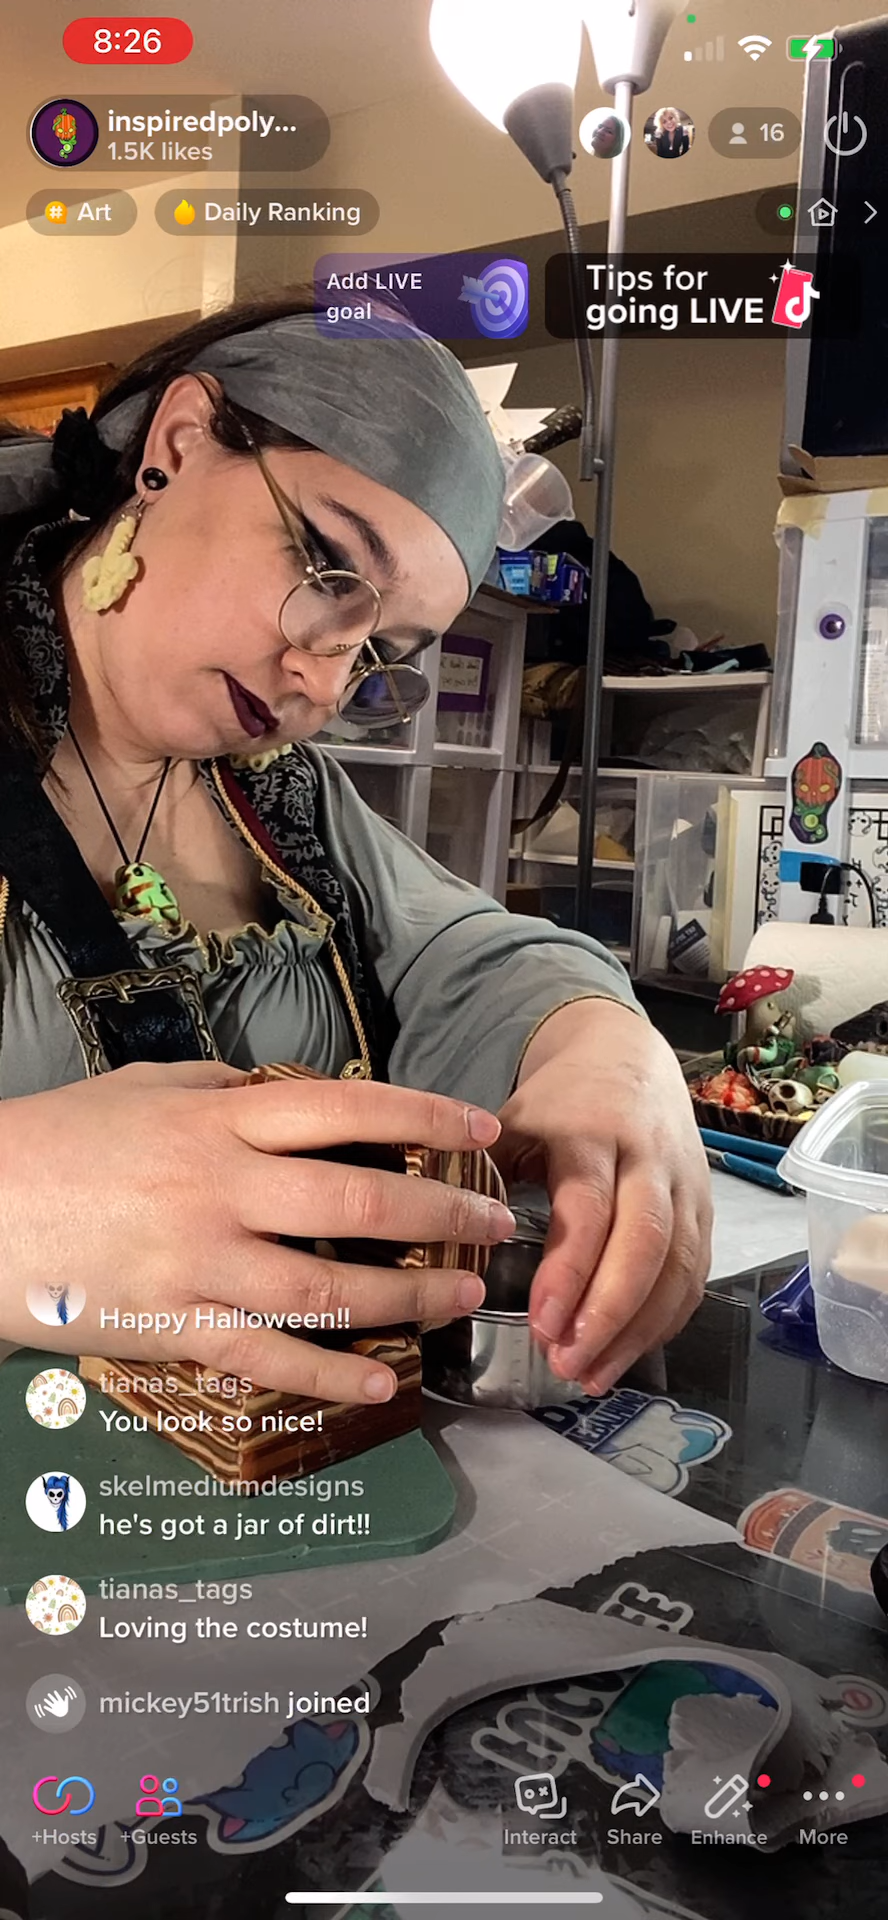 8:26
inspiredpoly...
1.5K likes
16
Art
Daily Ranking
Add LIVE
goal
Tips for
going LIVE
Happy Halloween!!
tianas_tags
You look so nice!
skelmediumdesigns
he's got a jar of dirt!!
tianas_tags
Loving the costume!
mickey51trish joined
+Hosts
+Guests
Interact
Share
Enhance
More